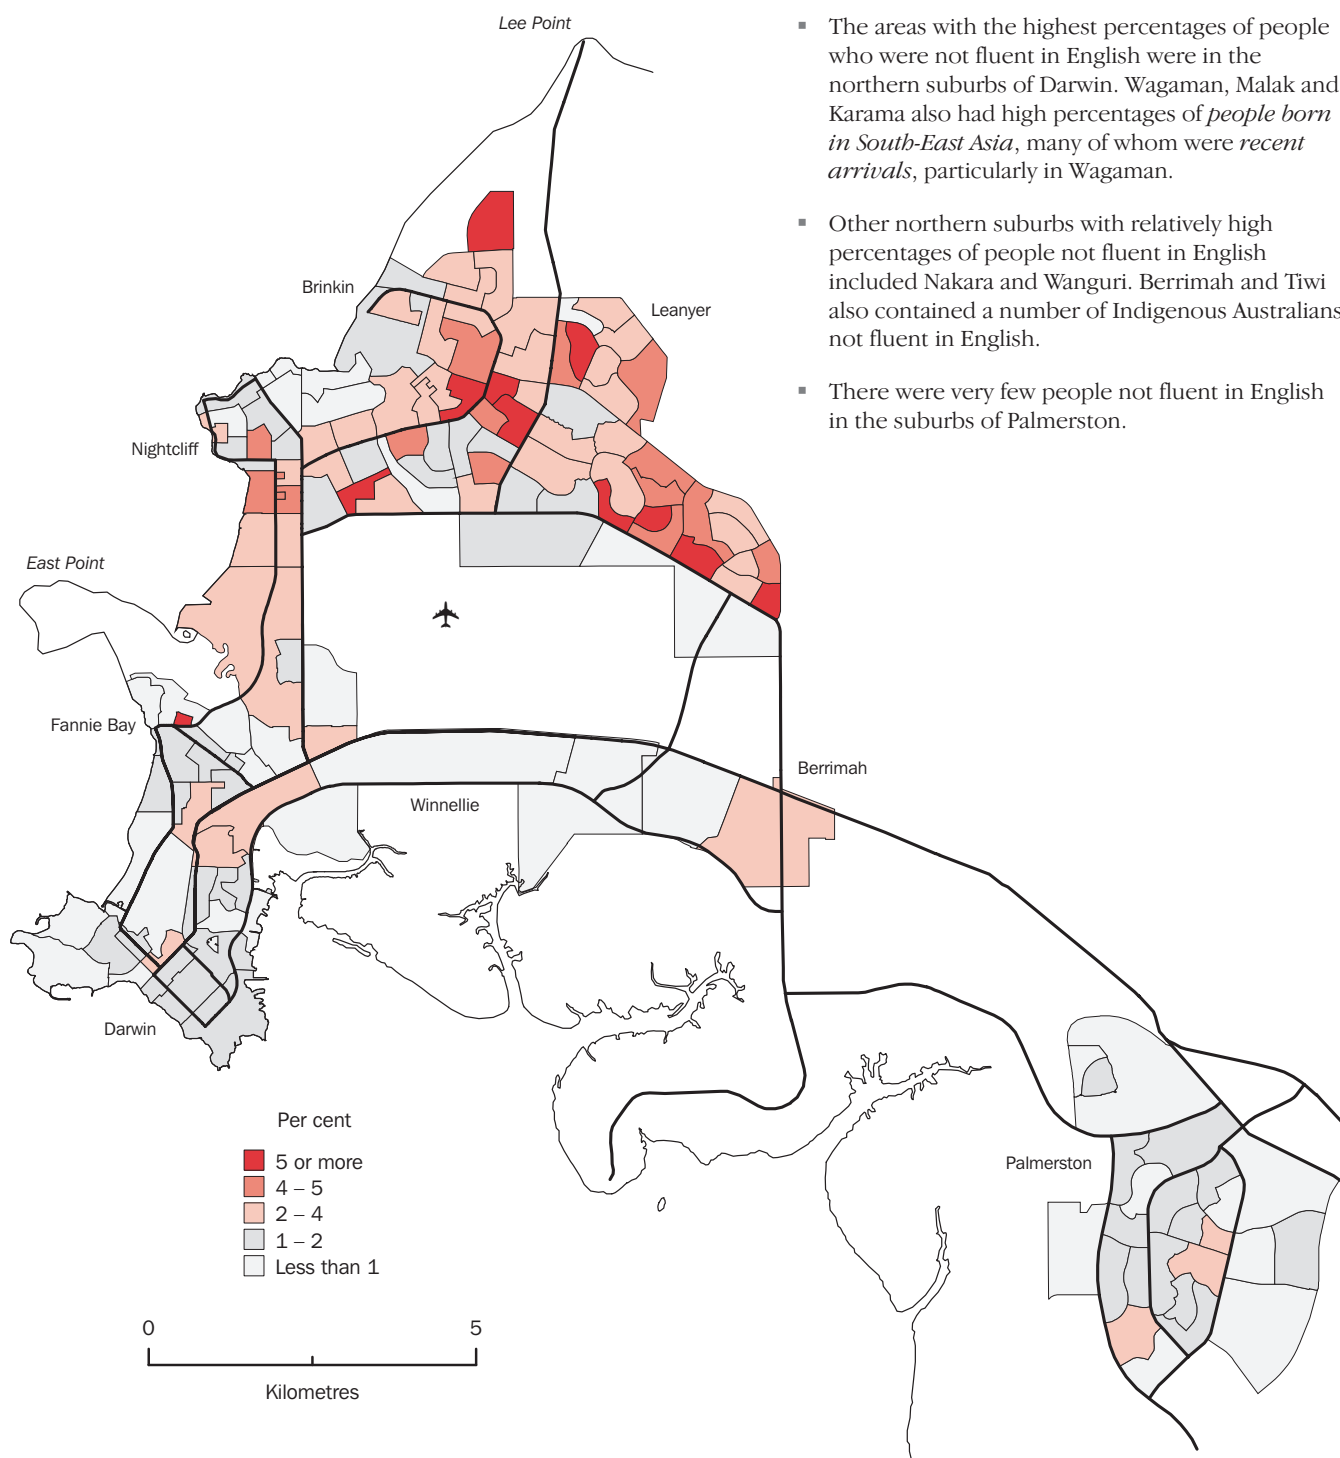 Lee Point
▪ The areas with the highest percentages of people
who were not fluent in English were in the
northern suburbs of Darwin. Wagaman, Malak and
Karama also had high percentages of people born
in South-East Asia, many of whom were recent
arrivals, particularly in Wagaman.
▪ Other northern suburbs with relatively high
percentages of people not fluent in English
included Nakara and Wanguri. Berrimah and Tiwi
also contained a number of Indigenous Australians
not fluent in English.
▪ There were very few people not fluent in English
in the suburbs of Palmerston.
Brinkin
Leanyer
Nightcliff
East Point
Fannie Bay
Berrimah
Winnellie
Darwin
Palmerston
Per cent
5 or more
4 – 5
2 – 4
1 – 2
Less than 1
0 5
Kilometres